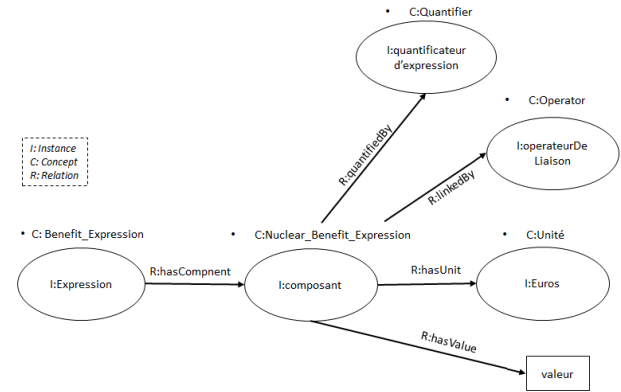 • C:Quantifier
I:quantificateur
d'expression
• C:Operator
I:operateurDe
Liaison
I: Instance
C: Concept
R: Relation
R:quantifiedBy
R:linkedBy
• C: Benefit_Expression
• C:Nuclear_Benefit_Expression
• C:Unité
I:Expression
R:hasCompnent
I:composant
R:hasUnit
I:Euros
R:hasValue
valeur